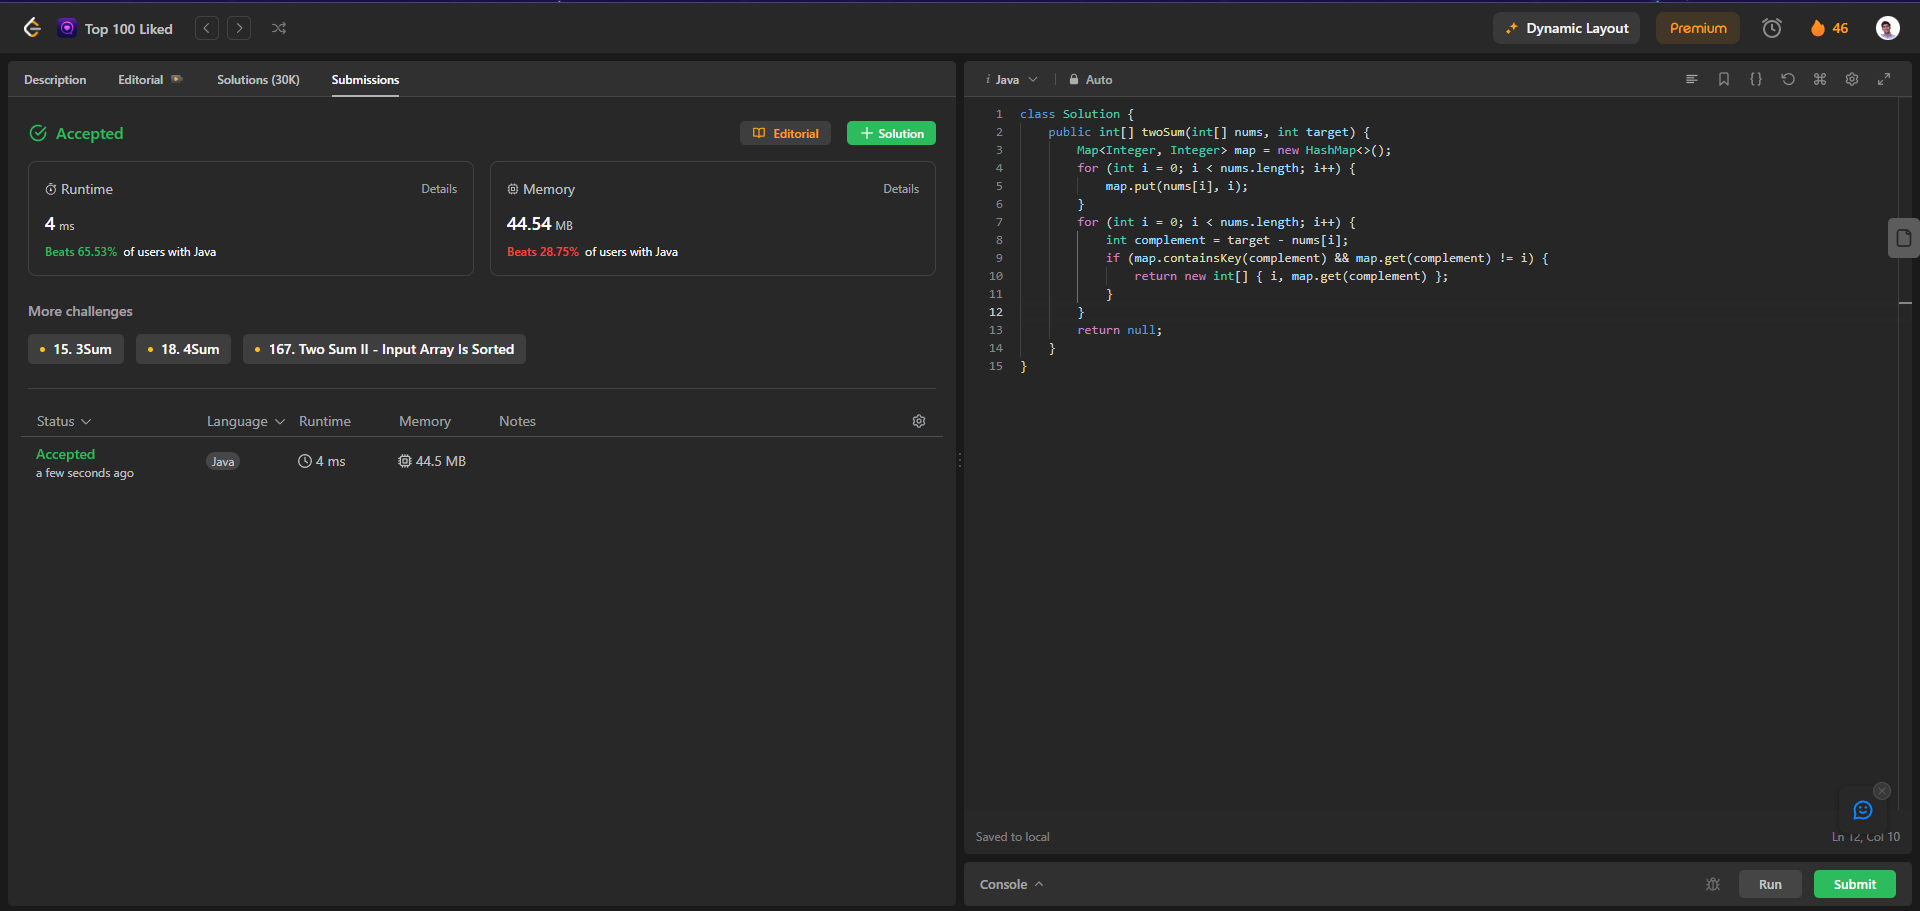 Top 100 Liked
Dynamic Layout
Premium
46
Description Editorial Solutions (30K) Submissions
Accepted
Editorial
Solution
Runtime Details
4 ms
Beats 65.53% of users with Java
Memory Details
44.54 MB
Beats 28.75% of users with Java
More challenges
15. 3Sum
18. 4Sum
167. Two Sum II - Input Array Is Sorted
Status Language Runtime Memory Notes
Accepted
a few seconds ago
Java
4 ms
44.5 MB
i Java Auto
1 class Solution {
2     public int[] twoSum(int[] nums, int target) {
3         Map<Integer, Integer> map = new HashMap<>();
4         for (int i = 0; i < nums.length; i++) {
5             map.put(nums[i], i);
6         }
7         for (int i = 0; i < nums.length; i++) {
8             int complement = target - nums[i];
9             if (map.containsKey(complement) && map.get(complement) != i) {
10                 return new int[] { i, map.get(complement) };
11             }
12         }
13         return null;
14     }
15 }
Saved to local
Ln 12, Col 10
Console
Run
Submit